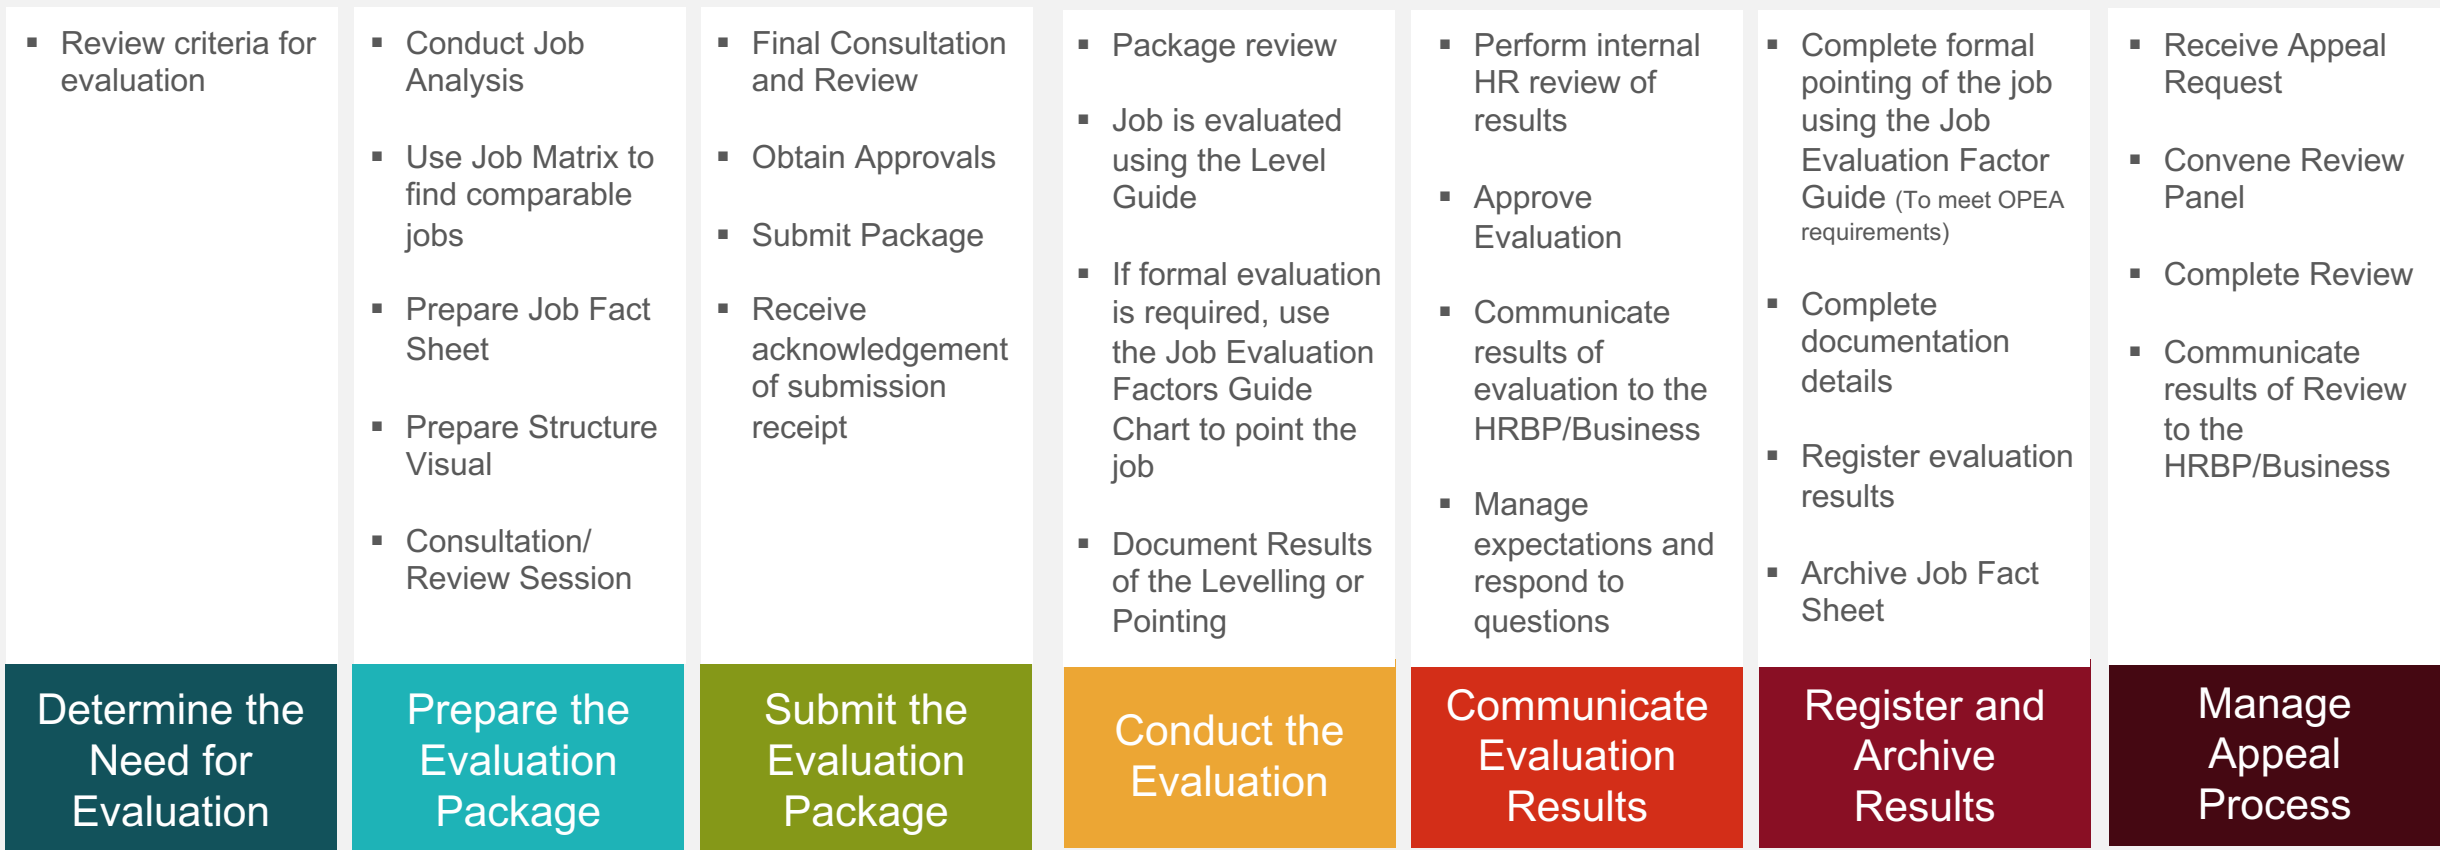 ▪ Review criteria for
evaluation
Determine the
Need for
Evaluation
▪ Conduct Job
Analysis
▪ Use Job Matrix to
find comparable
jobs
▪ Prepare Job Fact
Sheet
▪ Prepare Structure
Visual
▪ Consultation/
Review Session
Prepare the
Evaluation
Package
▪ Final Consultation
and Review
▪ Obtain Approvals
▪ Submit Package
▪ Receive
acknowledgement
of submission
receipt
Submit the
Evaluation
Package
▪ Package review
▪ Job is evaluated
using the Level
Guide
▪ If formal evaluation
is required, use
the Job Evaluation
Factors Guide
Chart to point the
job
▪ Document Results
of the Levelling or
Pointing
Conduct the
Evaluation
▪ Perform internal
HR review of
results
▪ Approve
Evaluation
▪ Communicate
results of
evaluation to the
HRBP/Business
▪ Manage
expectations and
respond to
questions
Communicate
Evaluation
Results
▪ Complete formal
pointing of the job
using the Job
Evaluation Factor
Guide (To meet OPEA
requirements)
▪ Complete
documentation
details
▪ Register evaluation
results
▪ Archive Job Fact
Sheet
Register and
Archive
Results
▪ Receive Appeal
Request
▪ Convene Review
Panel
▪ Complete Review
▪ Communicate
results of Review
to the
HRBP/Business
Manage
Appeal
Process